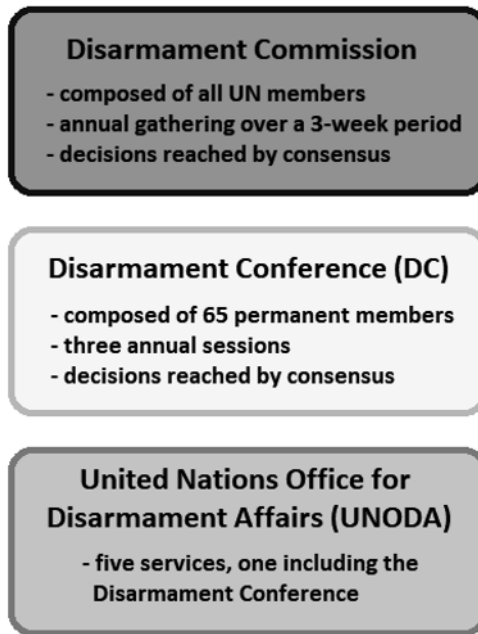 Disarmament Commission
- composed of all UN members
- annual gathering over a 3-week period
- decisions reached by consensus
Disarmament Conference (DC)
- composed of 65 permanent members
- three annual sessions
- decisions reached by consensus
United Nations Office for
Disarmament Affairs (UNODA)
- five services, one including the
Disarmament Conference